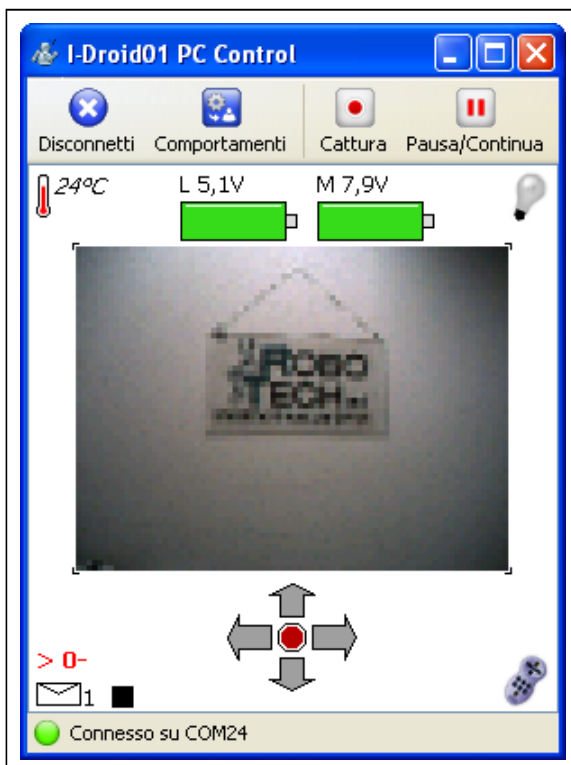 I-Droid01 PC Control
Disconnetti Comportamenti Cattura Pausa/Continua
24ºC L 5,1V M 7,9V
ROBO
TECH
> 0-
1
Connesso su COM24